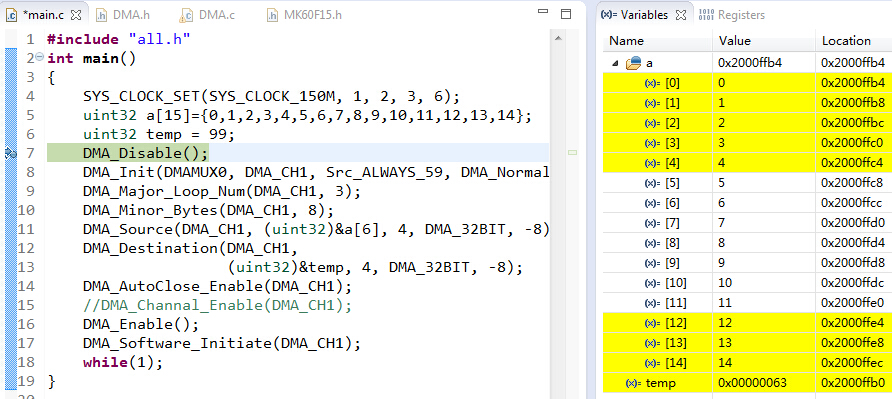 *main.c DMA.h DMA.c MK60F15.h
1 #include "all.h"
2 int main()
3 {
4 SYS_CLOCK_SET(SYS_CLOCK_150M, 1, 2, 3, 6);
5 uint32 a[15]={0,1,2,3,4,5,6,7,8,9,10,11,12,13,14};
6 uint32 temp = 99;
7 DMA_Disable();
8 DMA_Init(DMAMUX0, DMA_CH1, Src_ALWAYS_59, DMA_Normal
9 DMA_Major_Loop_Num(DMA_CH1, 3);
10 DMA_Minor_Bytes(DMA_CH1, 8);
11 DMA_Source(DMA_CH1, (uint32)&a[6], 4, DMA_32BIT, -8)
12 DMA_Destination(DMA_CH1,
13 (uint32)&temp, 4, DMA_32BIT, -8);
14 DMA_AutoClose_Enable(DMA_CH1);
15 //DMA_Channal_Enable(DMA_CH1);
16 DMA_Enable();
17 DMA_Software_Initiate(DMA_CH1);
18 while(1);
19 }
(x)= Variables Registers
Name Value Location
a 0x2000ffb4 0x2000ffb4
(x)= [0] 0 0x2000ffb4
(x)= [1] 1 0x2000ffb8
(x)= [2] 2 0x2000ffbc
(x)= [3] 3 0x2000ffc0
(x)= [4] 4 0x2000ffc4
(x)= [5] 5 0x2000ffc8
(x)= [6] 6 0x2000ffcc
(x)= [7] 7 0x2000ffd0
(x)= [8] 8 0x2000ffd4
(x)= [9] 9 0x2000ffd8
(x)= [10] 10 0x2000ffdc
(x)= [11] 11 0x2000ffe0
(x)= [12] 12 0x2000ffe4
(x)= [13] 13 0x2000ffe8
(x)= [14] 14 0x2000ffec
(x)= temp 0x00000063 0x2000ffb0